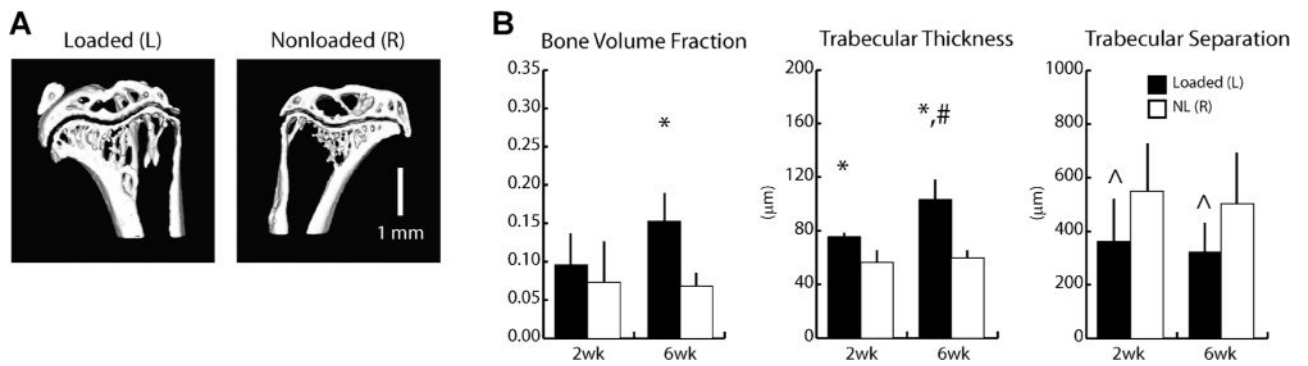 A
Loaded (L)
Nonloaded (R)
1 mm
B
Bone Volume Fraction
0.35
0.30
0.25
0.20
0.15
0.10
0.05
0.00
*
2wk
6wk
Trabecular Thickness
200
160
120
80
40
0
(μm)
*
*,#
2wk
6wk
Trabecular Separation
1000
800
600
400
200
0
(μm)
Loaded (L)
NL (R)
^
^
2wk
6wk